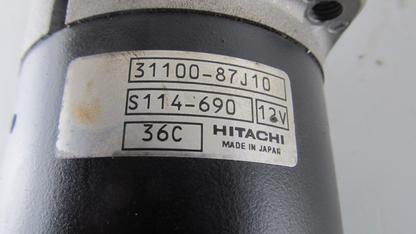 31100-87J10
S114-690 12V
36C HITACHI
MADE IN JAPAN